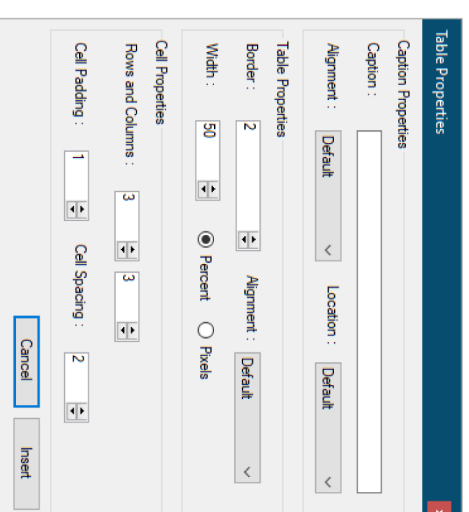 Table Properties
Caption Properties
Caption :
Alignment : Default Location : Default
Table Properties
Border : 2 Alignment : Default
Width : 50 Percent Pixels
Cell Properties
Rows and Columns : 3 3
Cell Padding : 1 Cell Spacing : 2
Cancel Insert